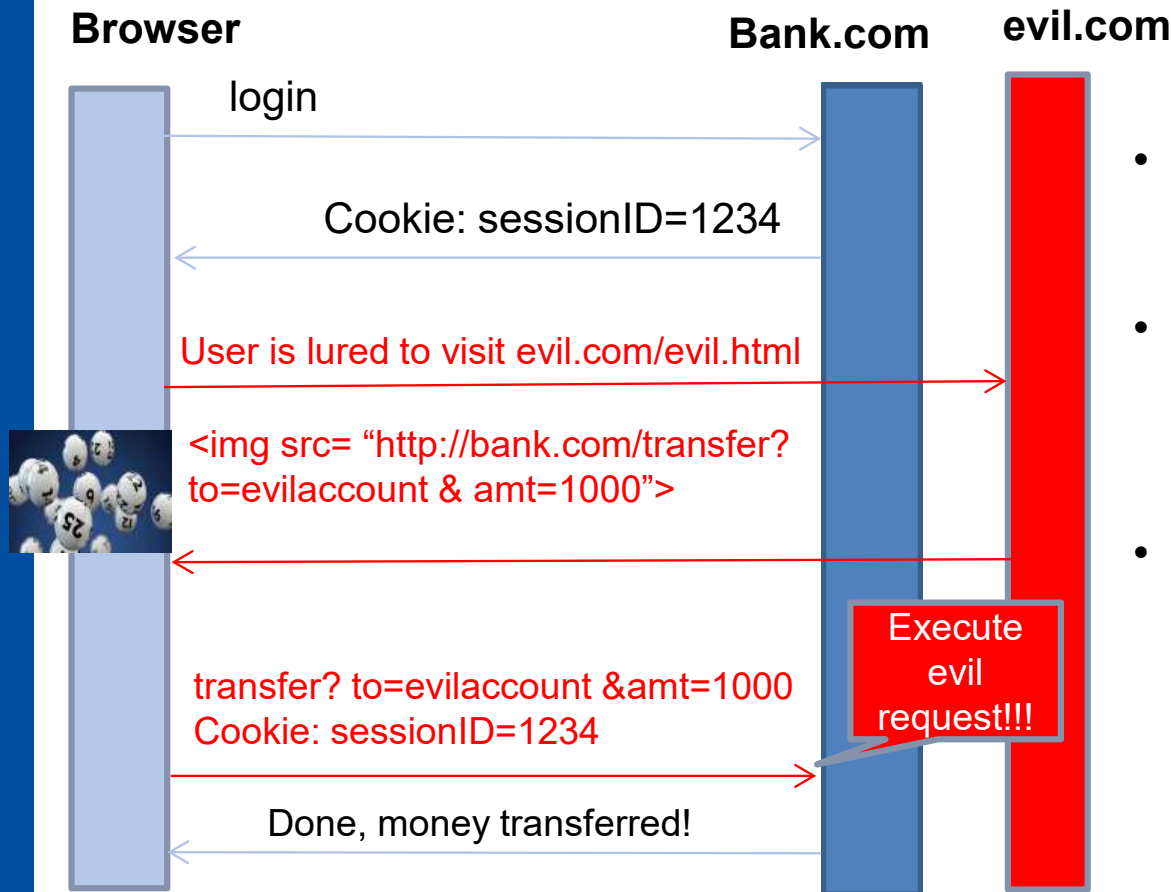 Browser
Bank.com
evil.com
login
Cookie: sessionID=1234
User is lured to visit evil.com/evil.html
<img src= “http://bank.com/transfer?
to=evilaccount & amt=1000”>
Execute
evil
request!!!
transfer? to=evilaccount &amt=1000
Cookie: sessionID=1234
Done, money transferred!